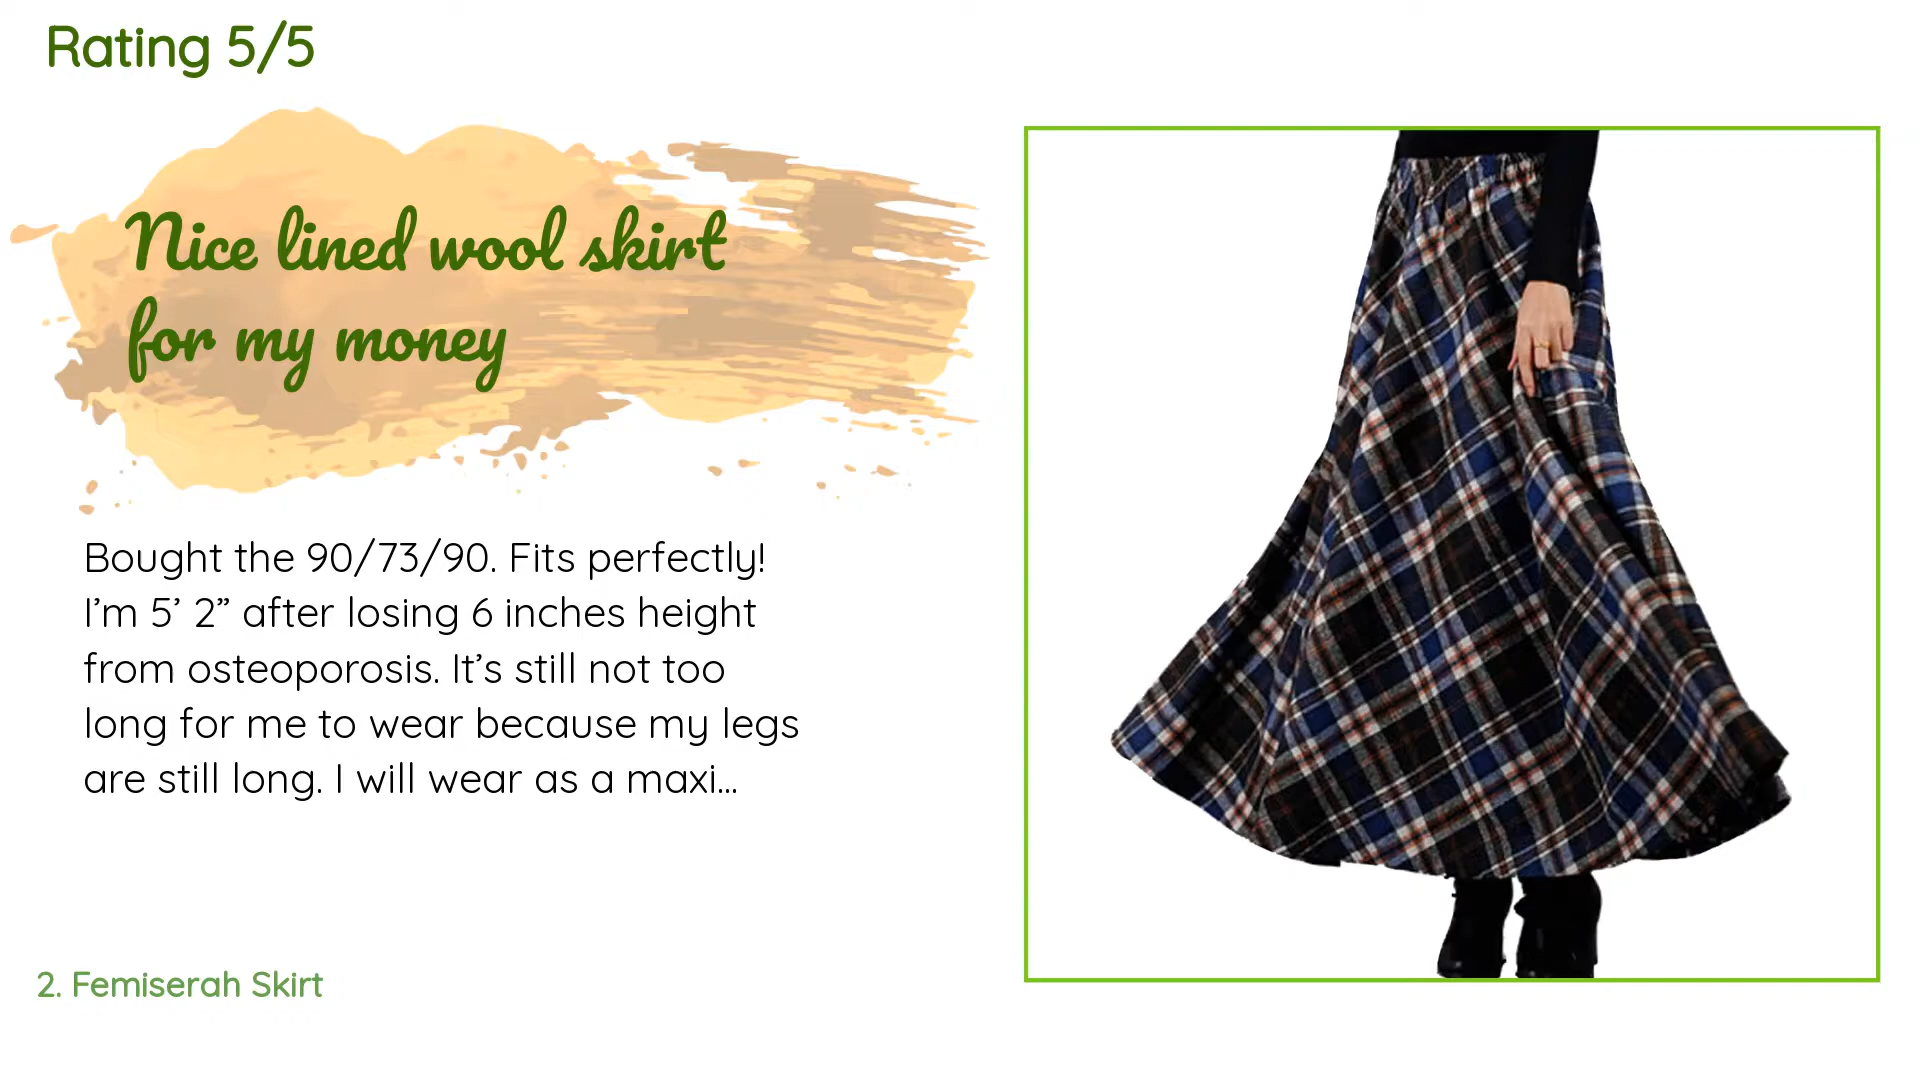 Rating 5/5
Nice lined wool skirt
for my money
Bought the 90/73/90. Fits perfectly!
I’m 5’ 2” after losing 6 inches height
from osteoporosis. It’s still not too
long for me to wear because my legs
are still long. I will wear as a maxi...
2. Femiserah Skirt